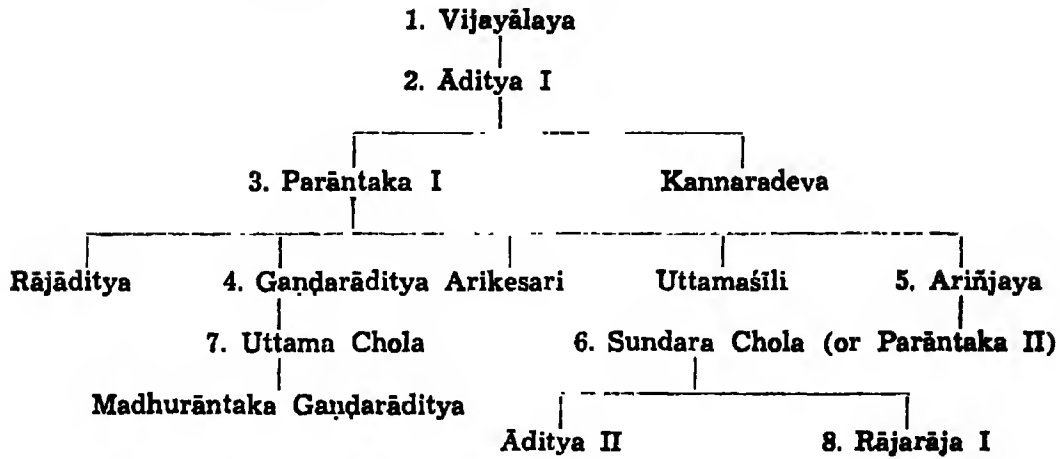 1. Vijayālaya
2. Āditya I
3. Parāntaka I Kannaradeva
Rājāditya 4. Gaṇḍarāditya Arikesari Uttamaśīli 5. Ariñjaya
7. Uttama Chola 6. Sundara Chola (or Parāntaka II)
Madhurāntaka Gaṇḍarāditya
Āditya II 8. Rājarāja I